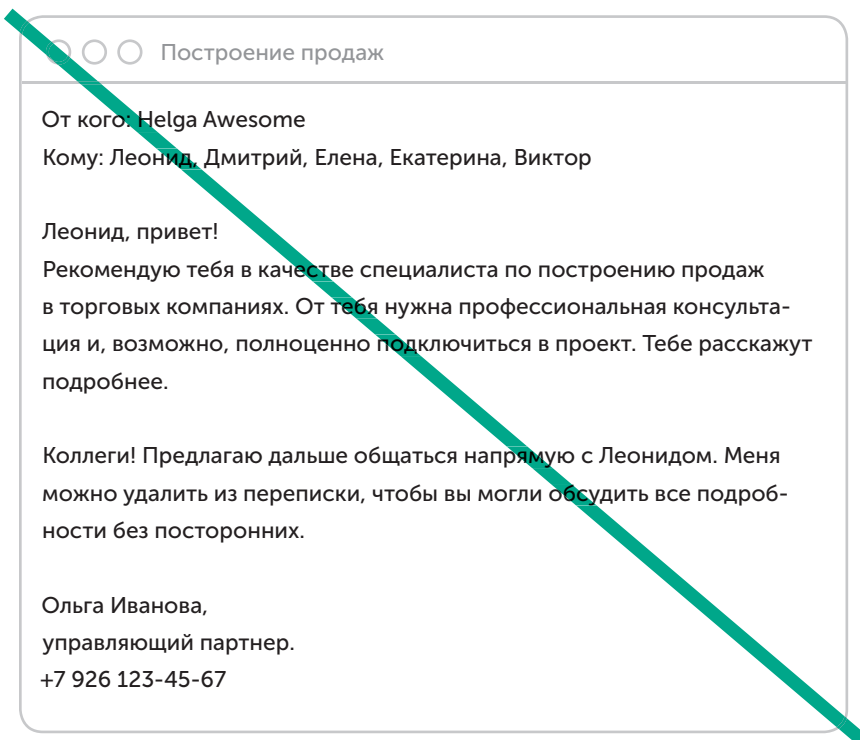 Построение продаж
От кого: Helga Awesome
Кому: Леонид, Дмитрий, Елена, Екатерина, Виктор
Леонид, привет!
Рекомендую тебя в качестве специалиста по построению продаж
в торговых компаниях. От тебя нужна профессиональная консульта-
ция и, возможно, полноценно подключиться в проект. Тебе расскажут
подробнее.
Коллеги! Предлагаю дальше общаться напрямую с Леонидом. Меня
можно удалить из переписки, чтобы вы могли обсудить все подроб-
ности без посторонних.
Ольга Иванова,
управляющий партнер.
+7 926 123-45-67